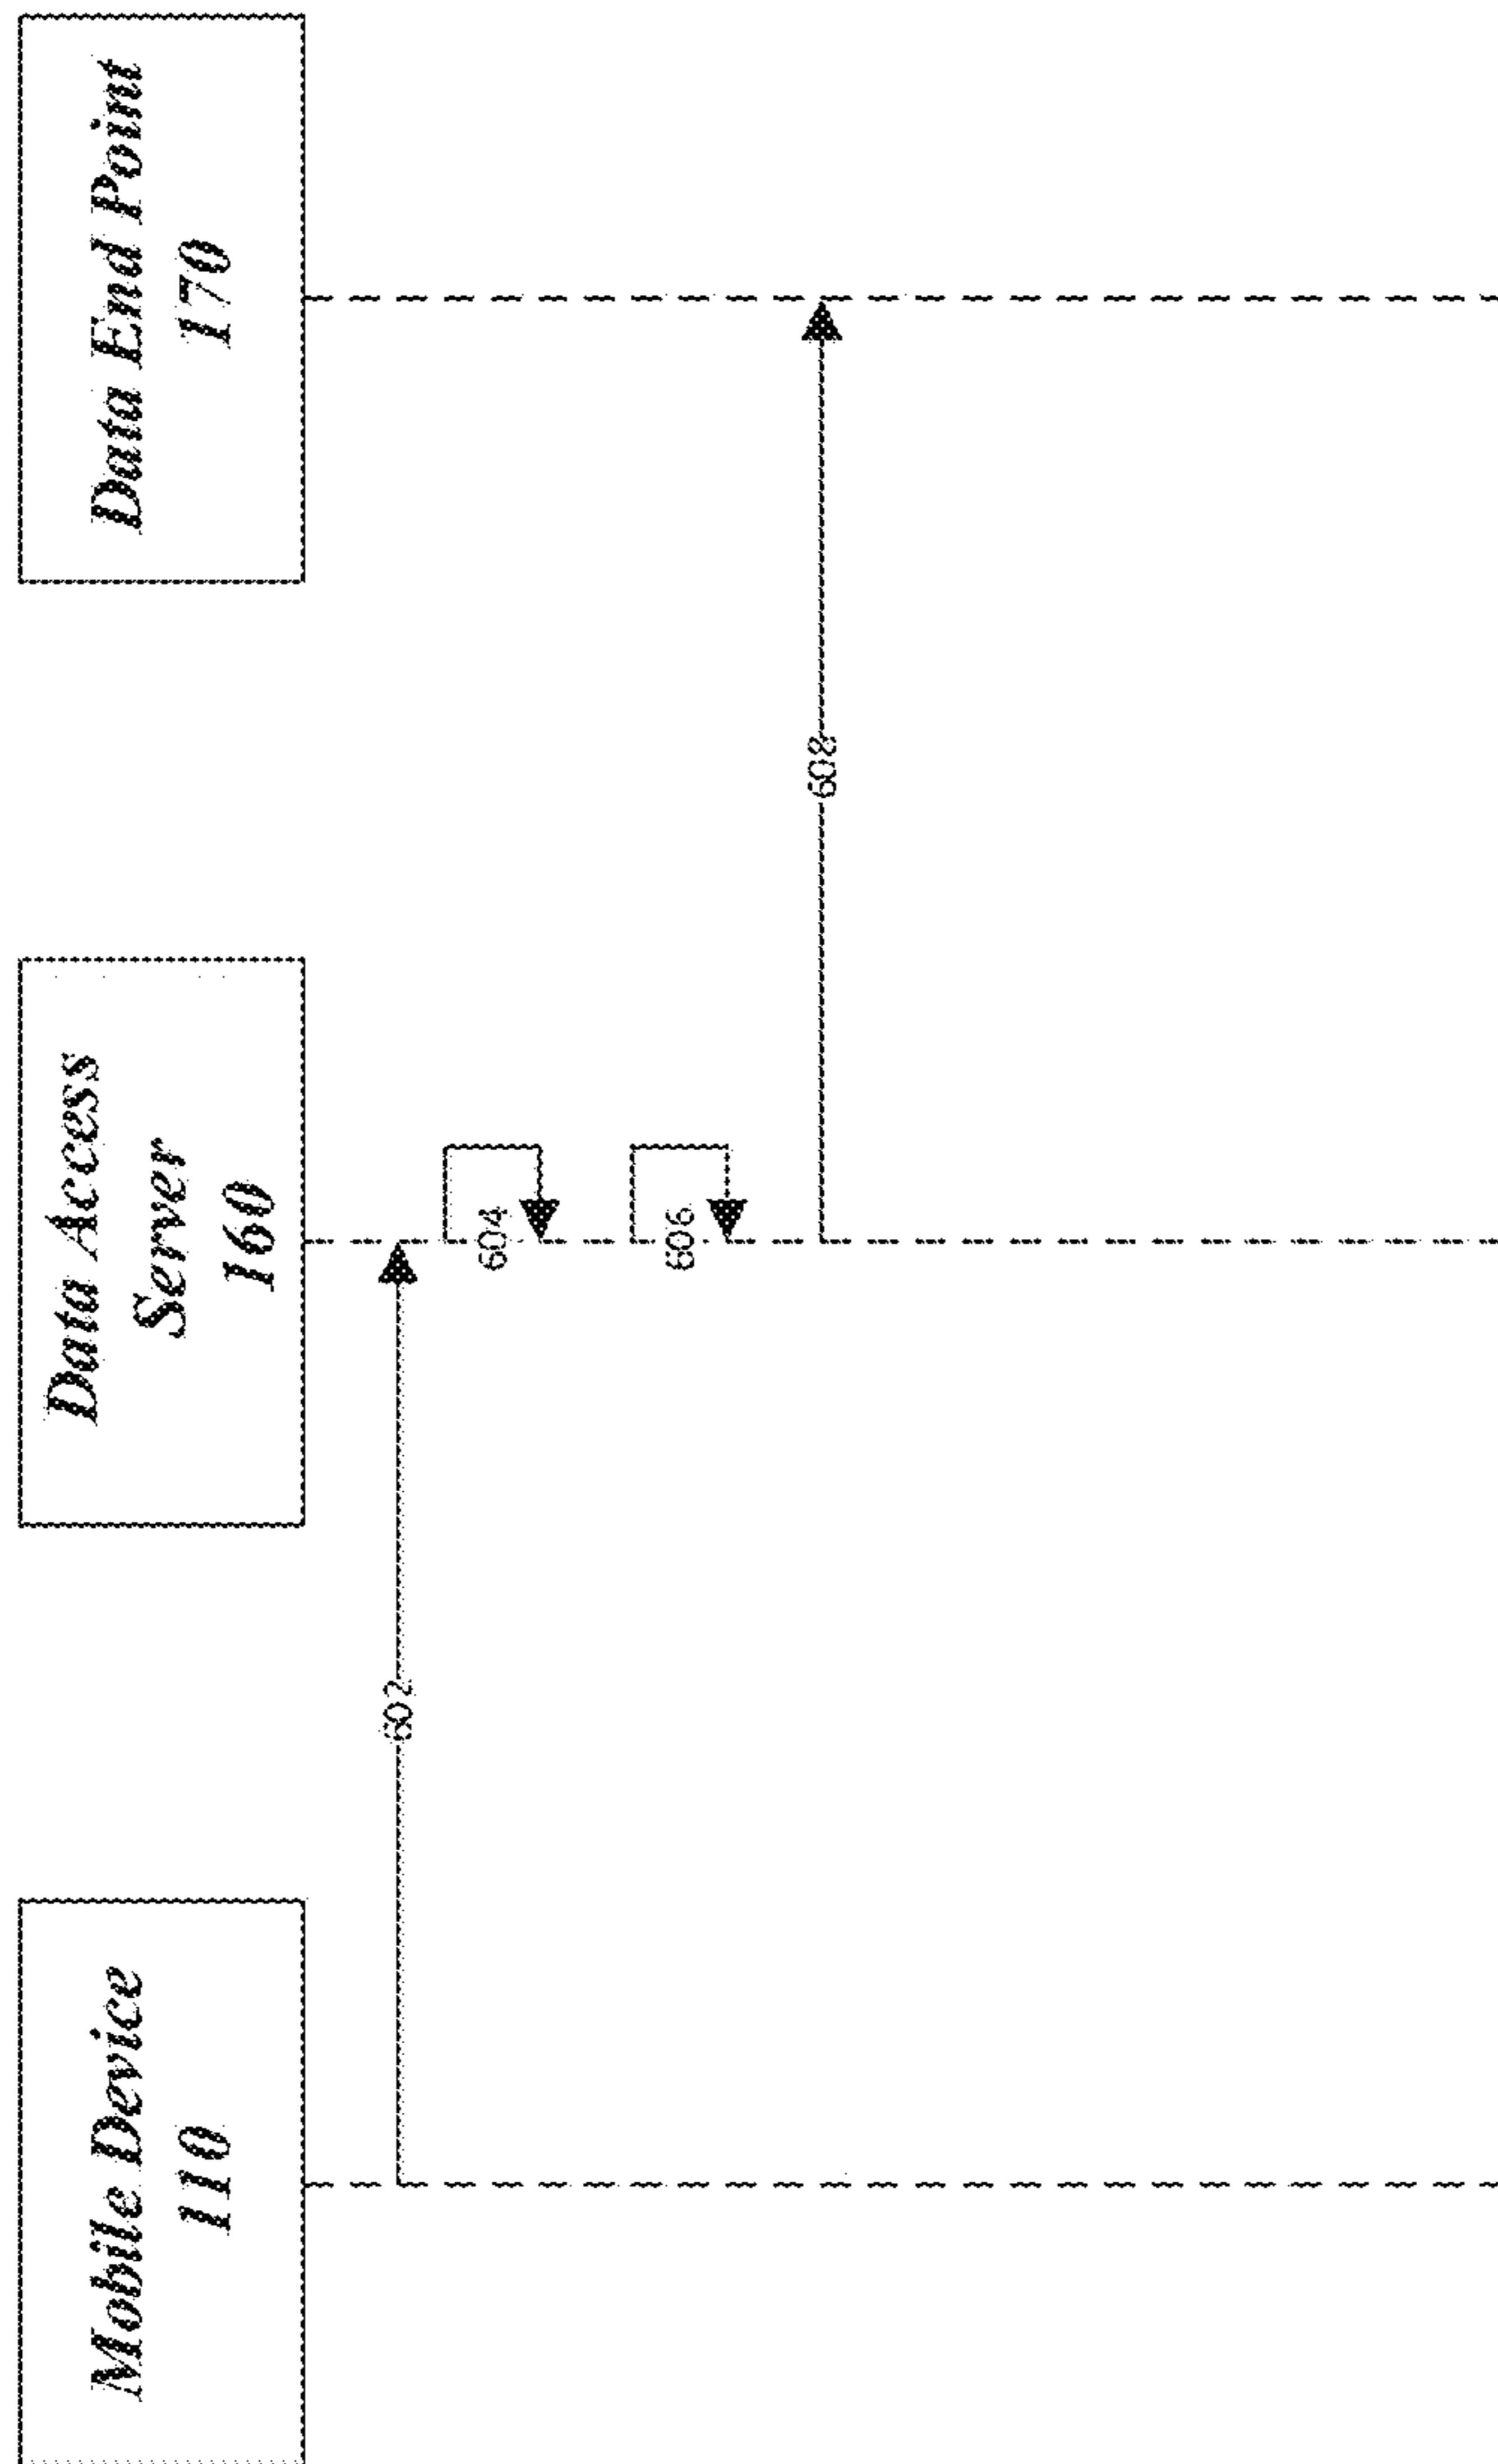 Mobile Device
110
Data Access
Server
160
Data End Point
170
602
604
606
608